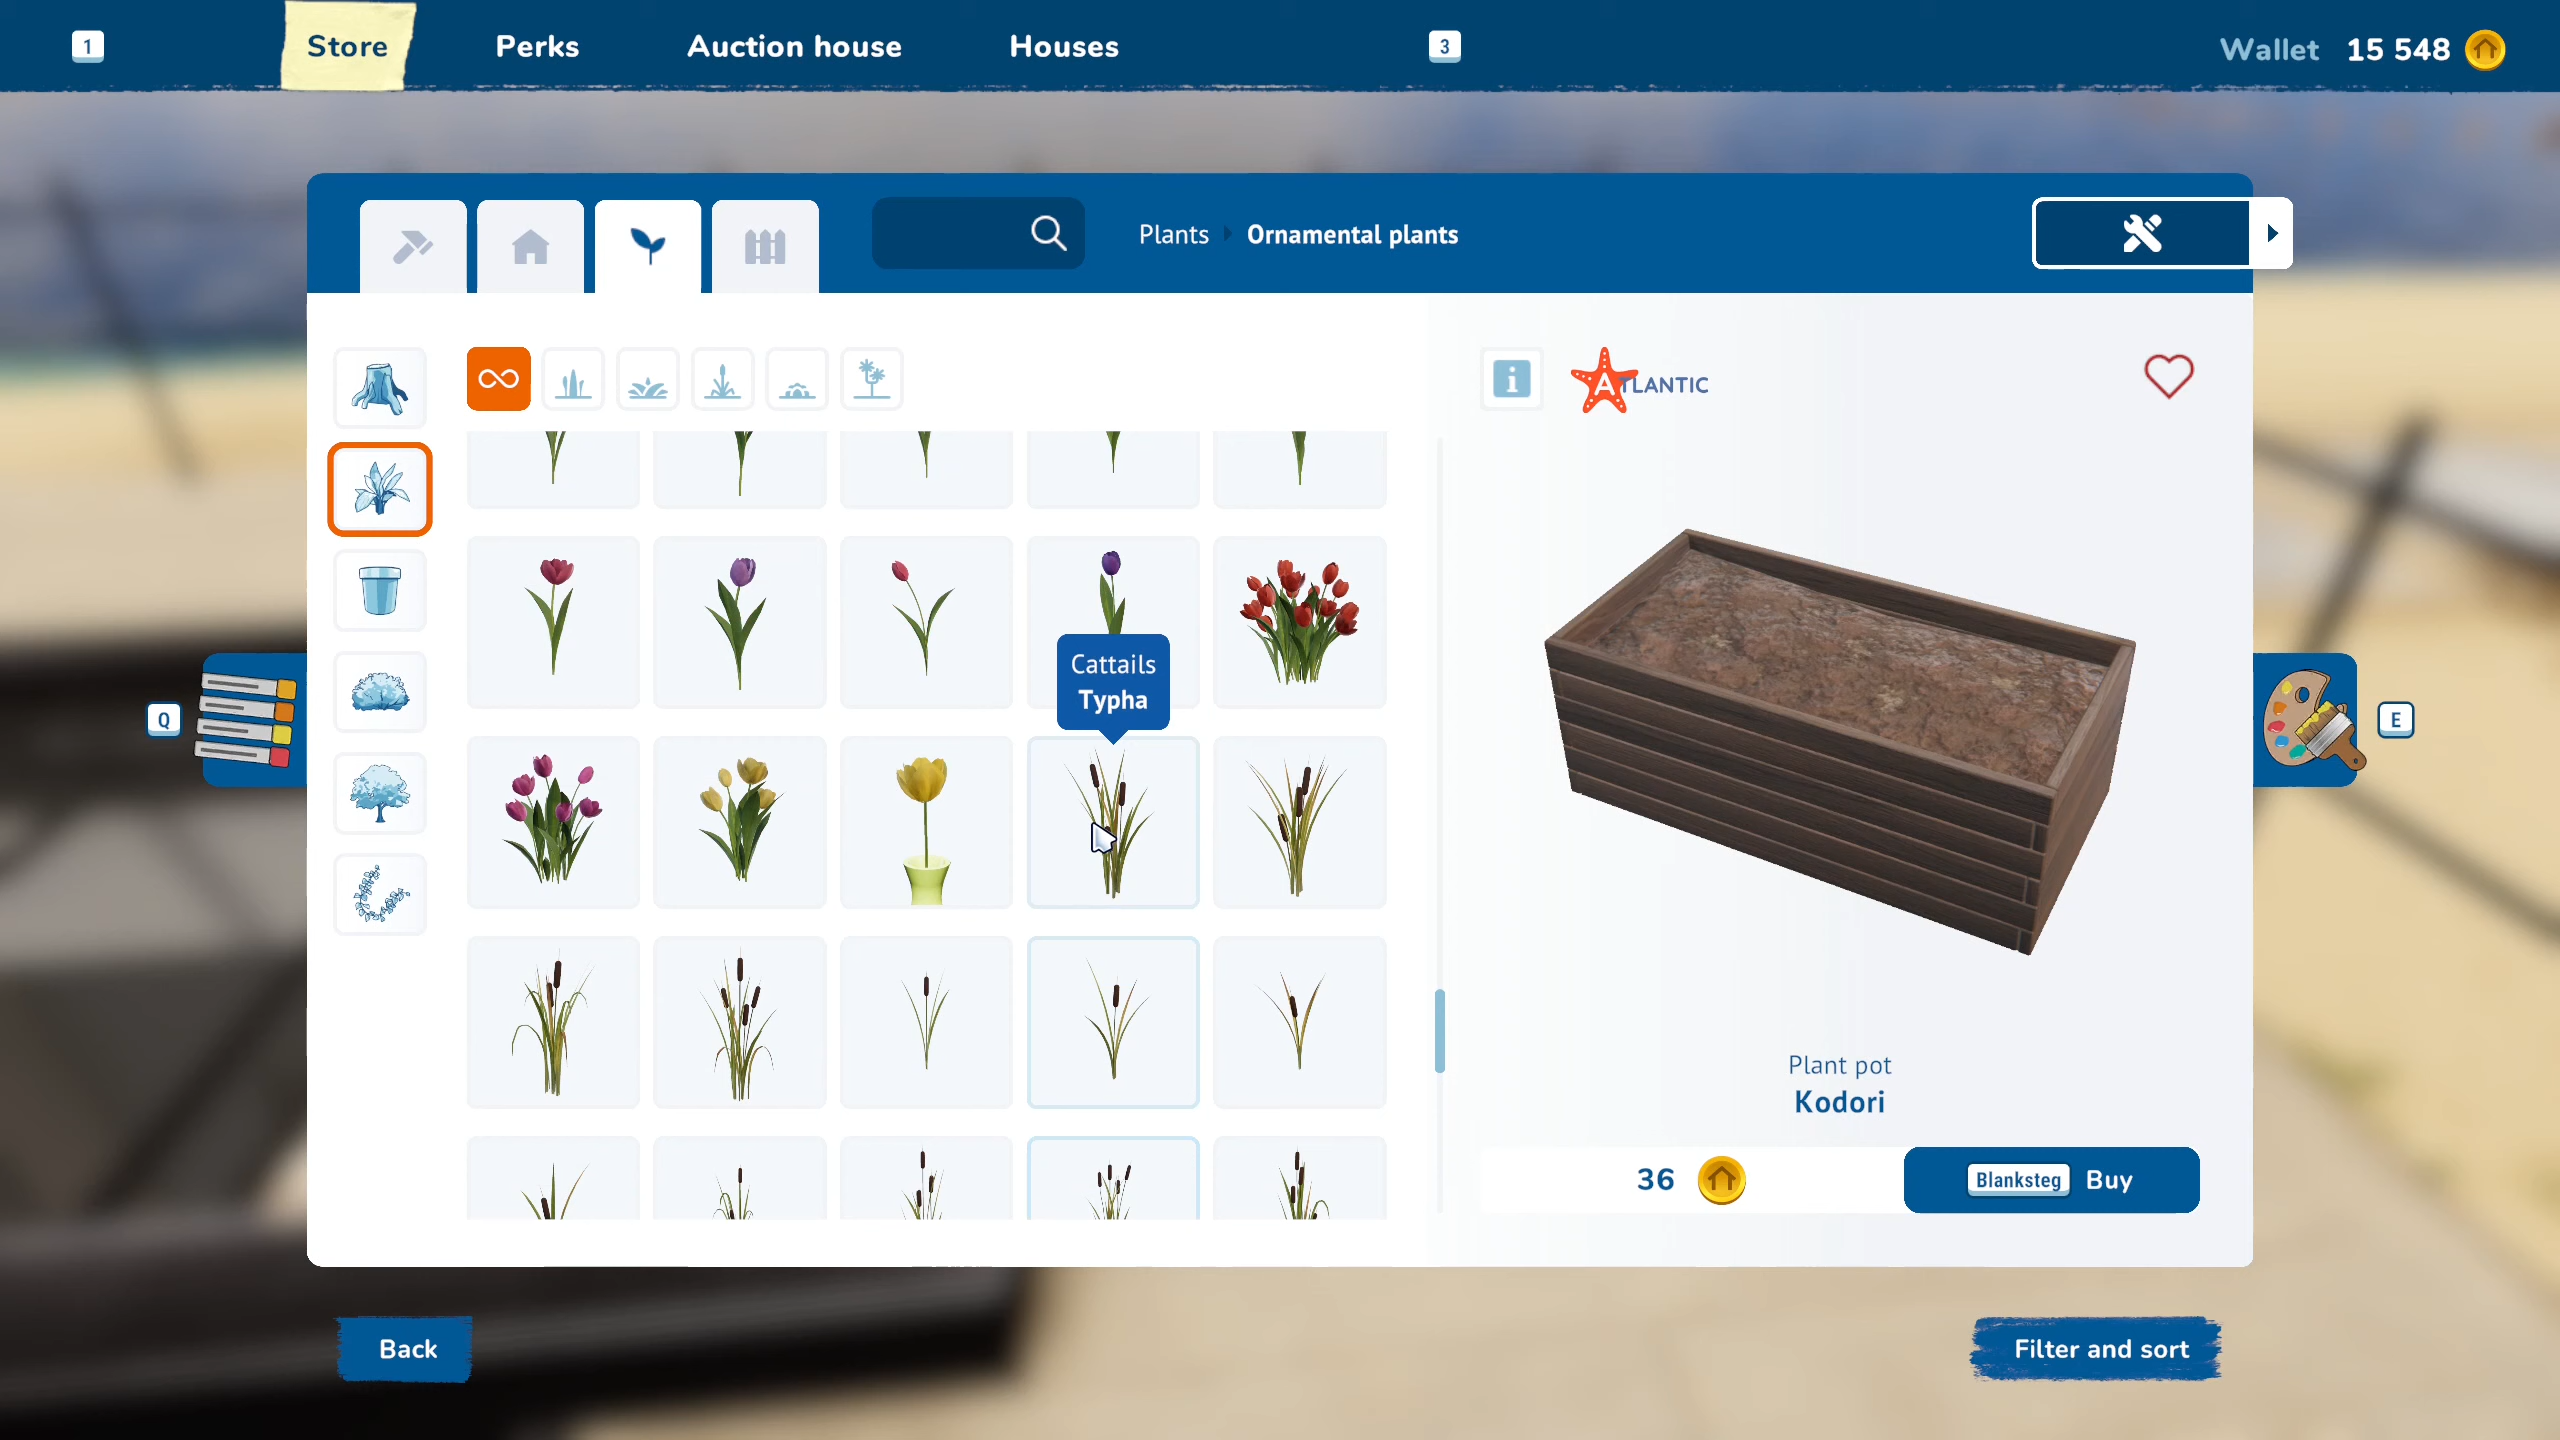 1
Store
Perks
Auction house
Houses
3
Wallet 15 548
Plants
Ornamental plants
i
ATLANTIC
Cattails
Typha
Q
E
Plant pot
Kodori
36
Blanksteg Buy
Back
Filter and sort